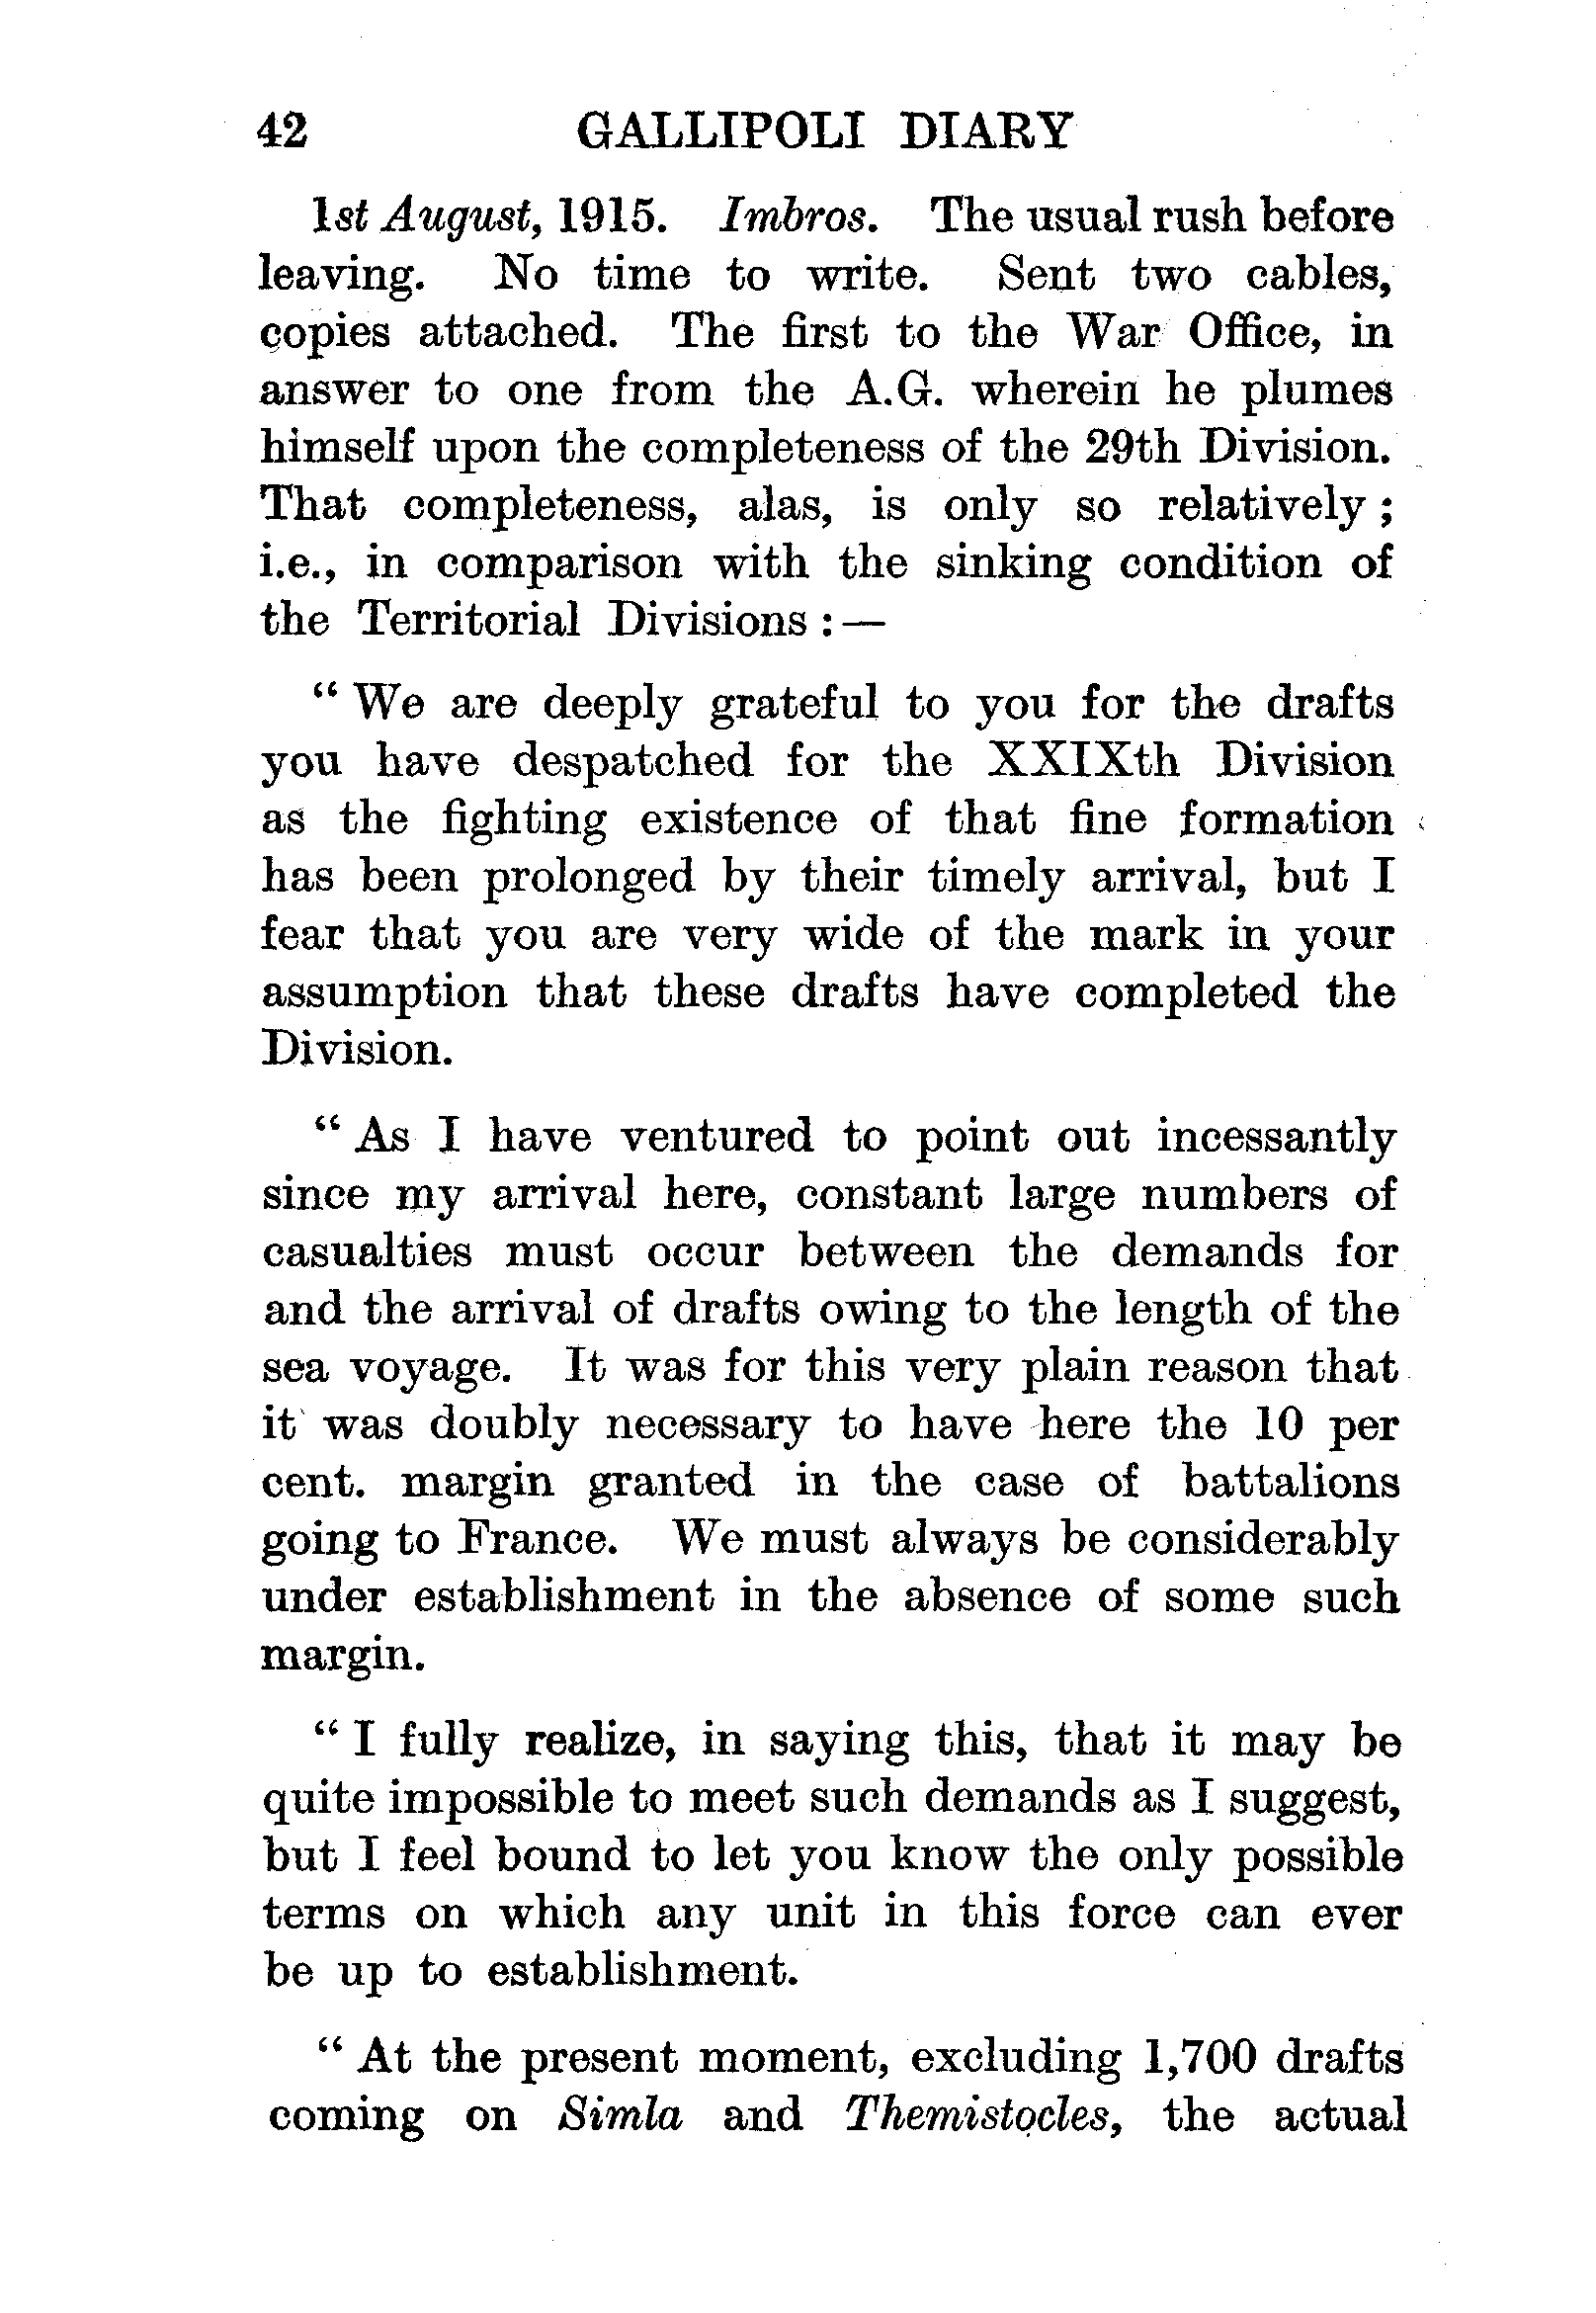 42 GALLIPOLI DIARY
1st August, 1915. Imbros. The usual rush before
leaving. No time to write. Sent two cables,
copies attached. The first to the War Office, in
answer to one from the A.G. wherein he plumes
himself upon the completeness of the 29th Division.
That completeness, alas, is only so relatively ;
i.e., in comparison with the sinking condition of
the Territorial Divisions : —
“ We are deeply grateful to you for the drafts
you have despatched for the XXIXth Division
as the fighting existence of that fine formation
has been prolonged by their timely arrival, but I
fear that you are very wide of the mark in your
assumption that these drafts have completed the
Division.
“ As I have ventured to point out incessantly
since my arrival here, constant large numbers of
casualties must occur between the demands for
and the arrival of drafts owing to the length of the
sea voyage. It was for this very plain reason that
it was doubly necessary to have here the 10 per
cent. margin granted in the case of battalions
going to France. We must always be considerably
under establishment in the absence of some such
margin.
“ I fully realize, in saying this, that it may be
quite impossible to meet such demands as I suggest,
but I feel bound to let you know the only possible
terms on which any unit in this force can ever
be up to establishment.
“ At the present moment, excluding 1,700 drafts
coming on Simla and Themistocles, the actual